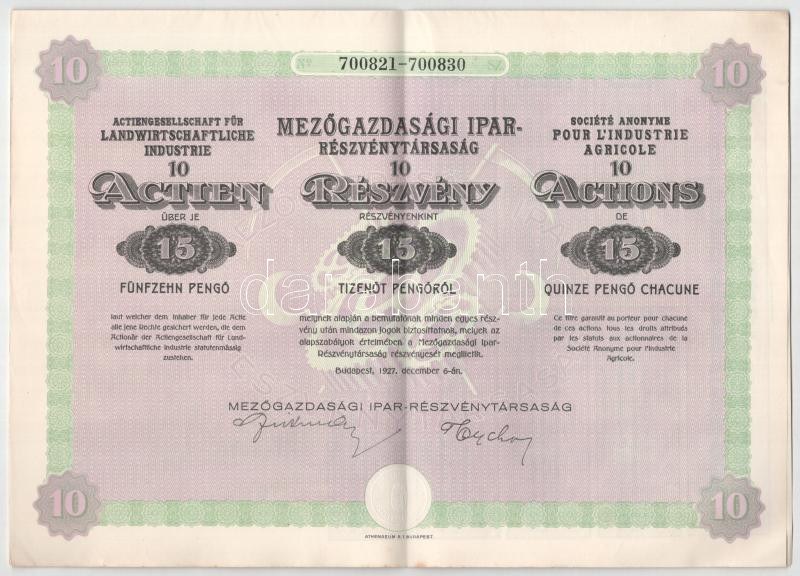 700821-700830
10
10
ACTIENGESELLSCHAFT FÜR
LANDWIRTSCHAFTLICHE
INDUSTRIE
10
ACTIEN
ÜBER JE
15
FÜNFZEHN PENGŐ
laut welcher dem Inhaber für jede Actie
alle jene Rechte gesichert werden, die dem
Actionär der Actiengesellschaft für Land-
wirtschaftliche Industrie statutenmässig
zustehen.
MEZŐGAZDASÁGI IPAR-
RÉSZVÉNYTÁRSASÁG
10
RÉSZVÉNY
RÉSZVÉNYENKINT
15
TIZENÖT PENGŐRŐL
melynek alapján a bemutatónak minden egyes rész-
vény után mindazon jogok biztosíttatnak, melyek az
alapszabályok értelmében a Mezőgazdasági Ipar-
Részvénytársaság részvényesét megilletik.
Budapest, 1927. december 6-án.
SOCIÉTÉ ANONYME
POUR L'INDUSTRIE
AGRICOLE
10
ACTIONS
DE
15
QUINZE PENGŐ CHACUNE
Ce titre garantit au porteur pour chacune
de ces actions tous les droits attribués
par les statuts aux actionnaires de la
Société Anonyme pour l'Industrie
Agricole.
MEZŐGAZDASÁGI IPAR-RÉSZVÉNYTÁRSASÁG
10
10
ATHENAEUM R.T. BUDAPEST.
darabanth